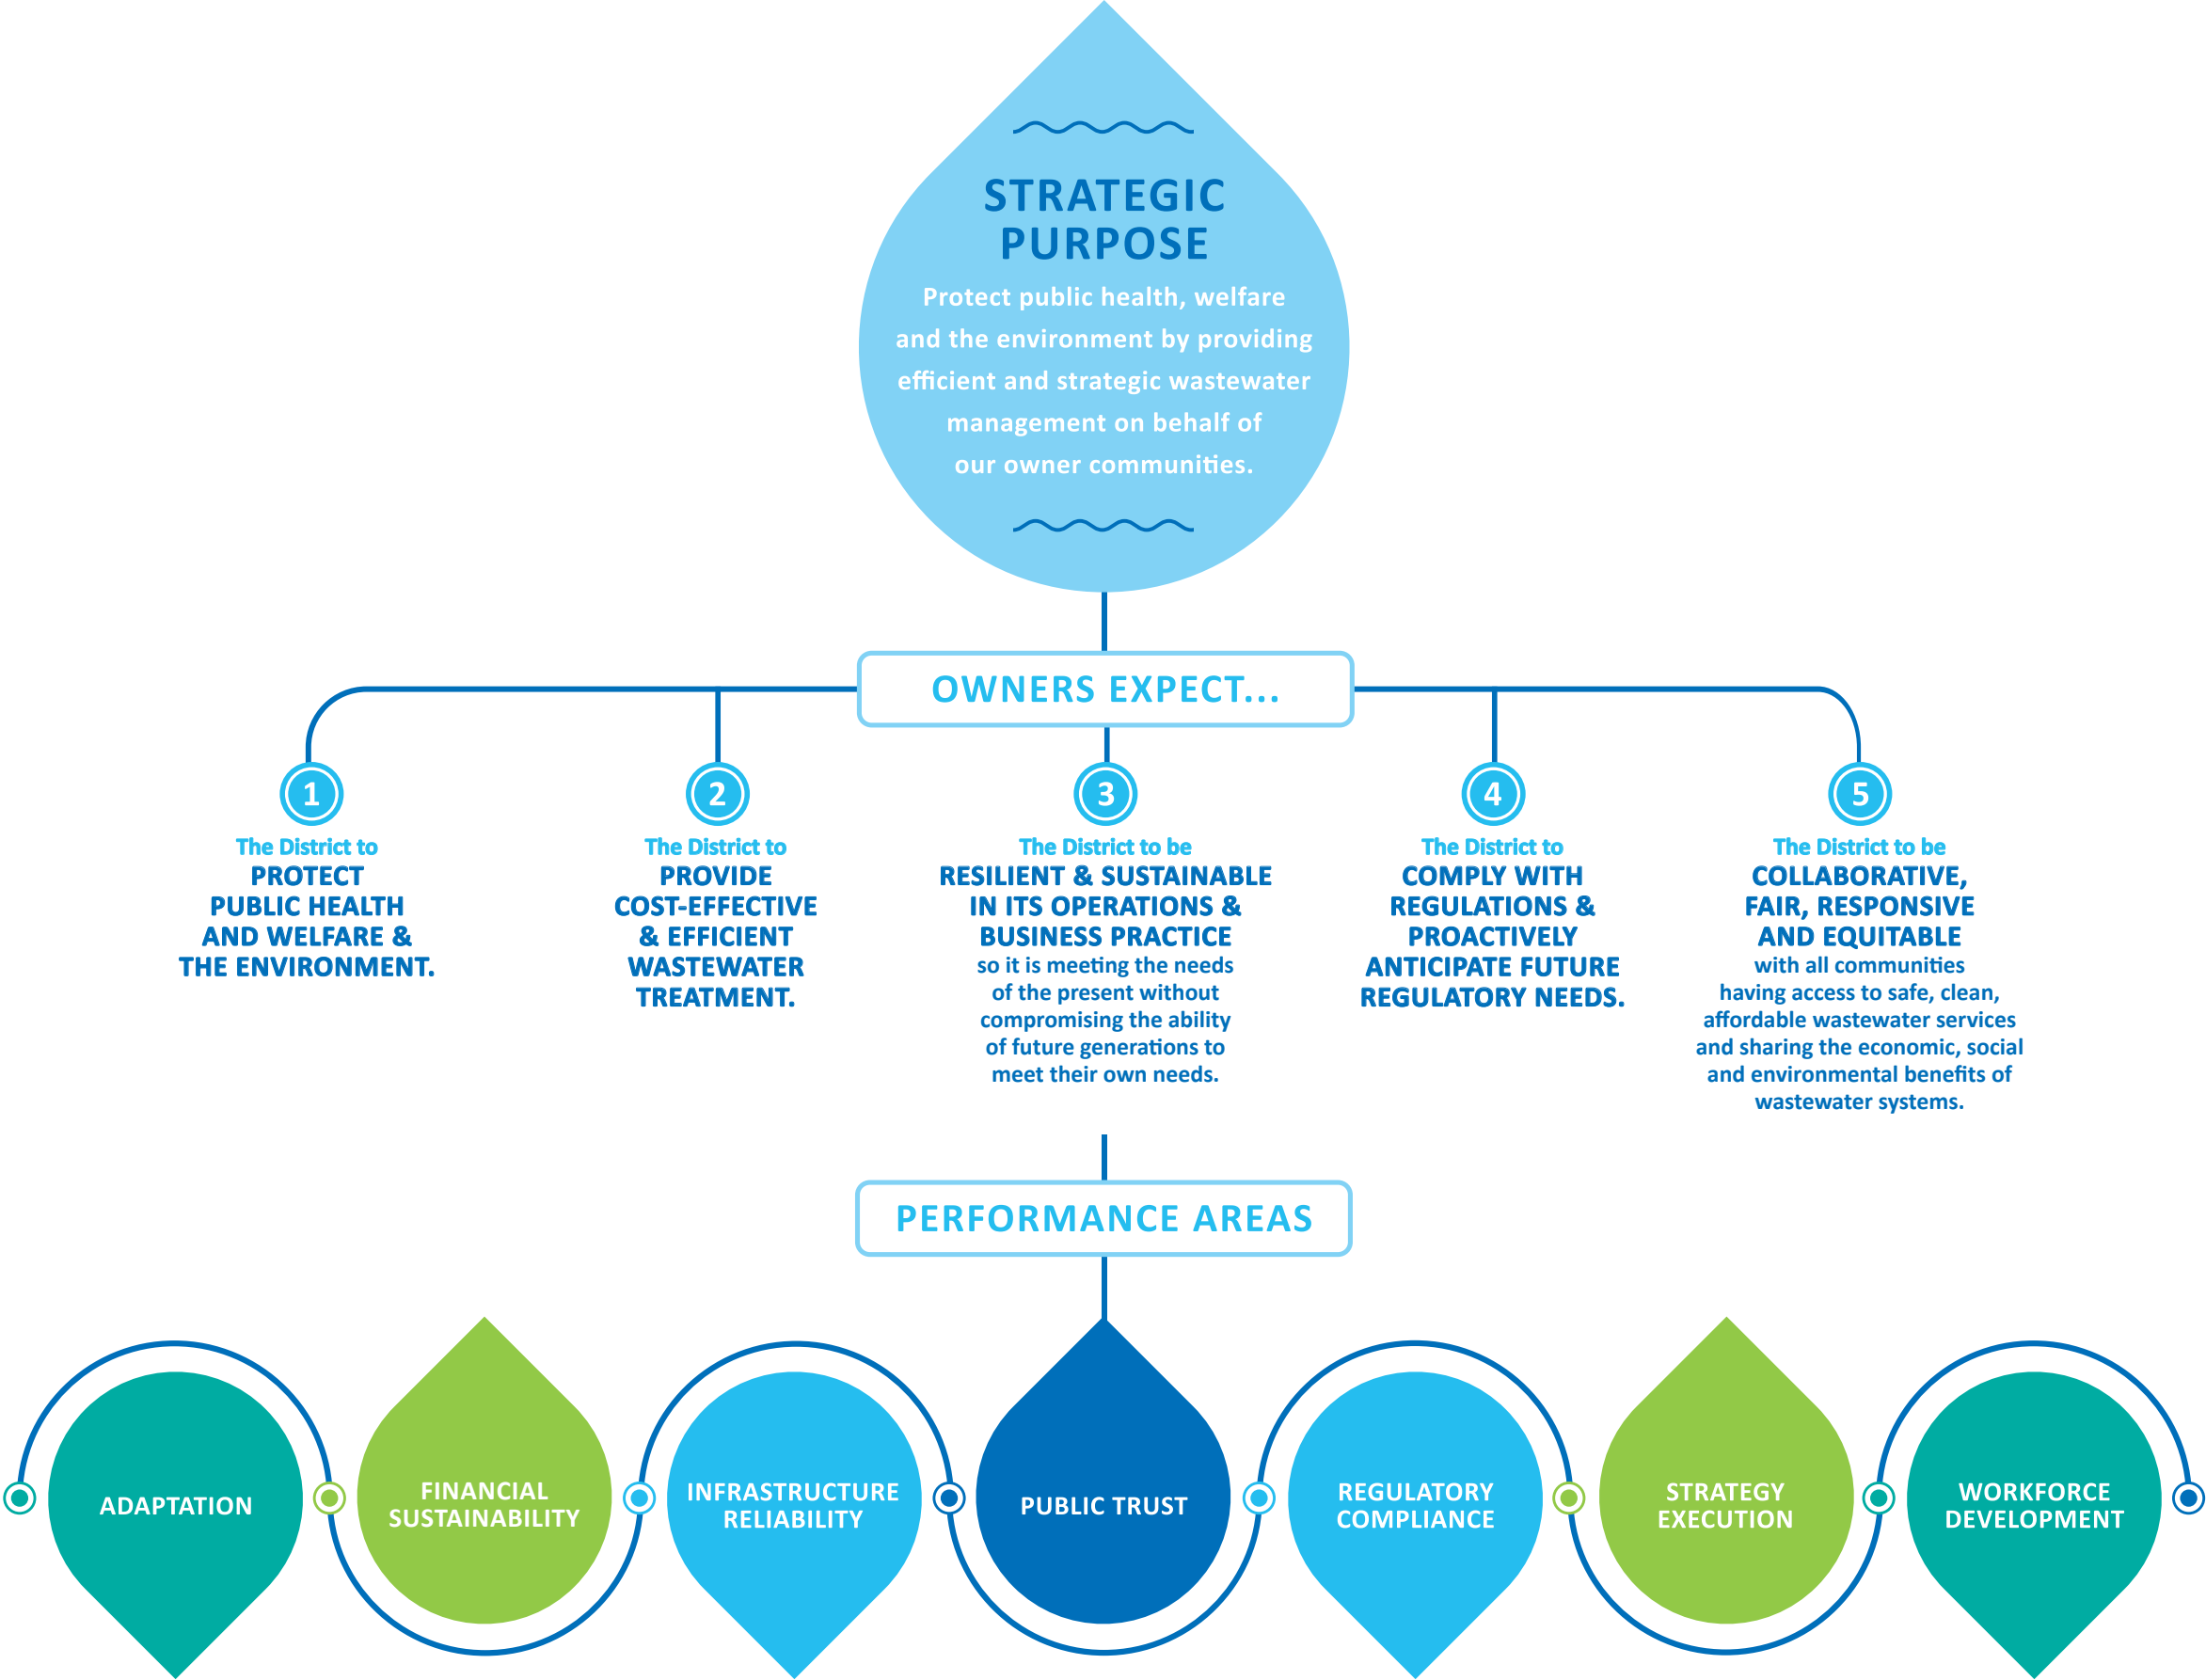 STRATEGIC
PURPOSE
Protect public health, welfare
and the environment by providing
efficient and strategic wastewater
management on behalf of
our owner communities.
OWNERS EXPECT...
1
The District to
PROTECT
PUBLIC HEALTH
AND WELFARE &
THE ENVIRONMENT.
2
The District to
PROVIDE
COST-EFFECTIVE
& EFFICIENT
WASTEWATER
TREATMENT.
3
The District to be
RESILIENT & SUSTAINABLE
IN ITS OPERATIONS &
BUSINESS PRACTICE
so it is meeting the needs
of the present without
compromising the ability
of future generations to
meet their own needs.
4
The District to
COMPLY WITH
REGULATIONS &
PROACTIVELY
ANTICIPATE FUTURE
REGULATORY NEEDS.
5
The District to be
COLLABORATIVE,
FAIR, RESPONSIVE
AND EQUITABLE
with all communities
having access to safe, clean,
affordable wastewater services
and sharing the economic, social
and environmental benefits of
wastewater systems.
PERFORMANCE AREAS
ADAPTATION
FINANCIAL
SUSTAINABILITY
INFRASTRUCTURE
RELIABILITY
PUBLIC TRUST
REGULATORY
COMPLIANCE
STRATEGY
EXECUTION
WORKFORCE
DEVELOPMENT